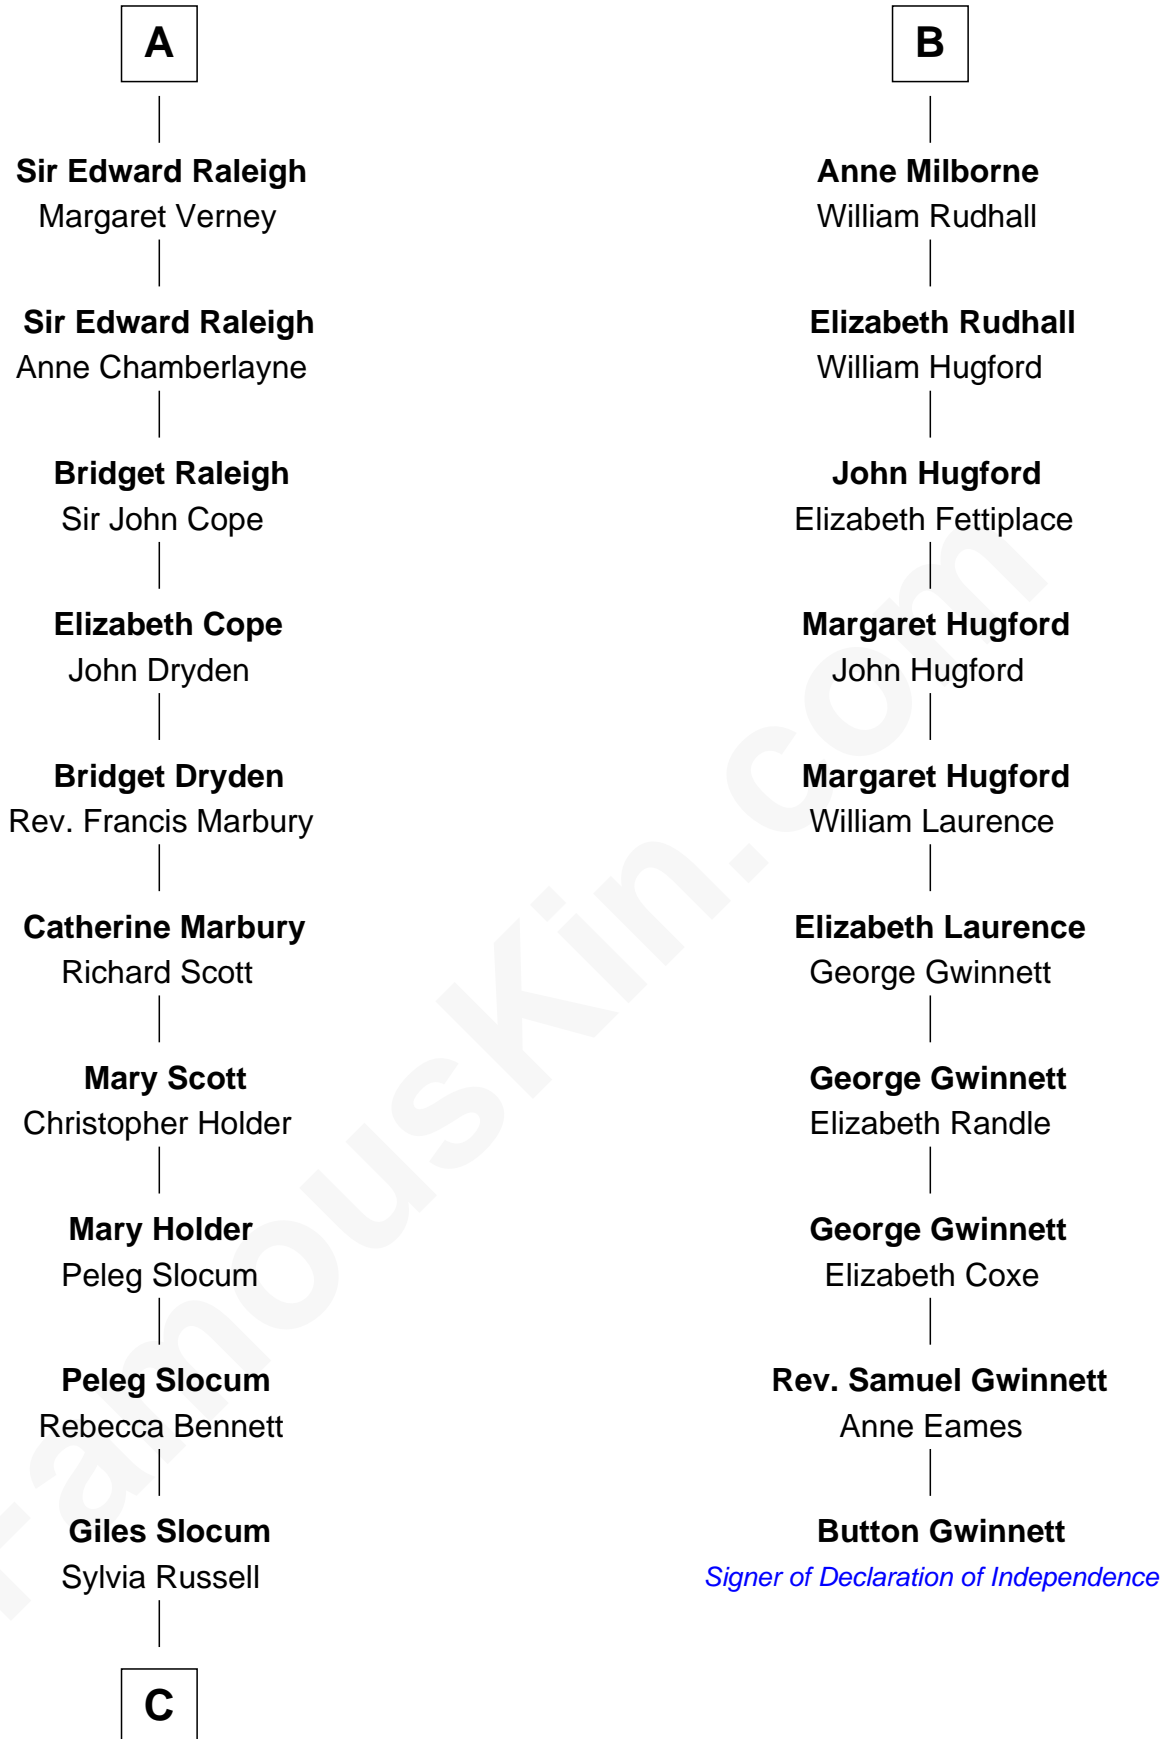 A
Sir Edward Raleigh
Margaret Verney
Sir Edward Raleigh
Anne Chamberlayne
Bridget Raleigh
Sir John Cope
Elizabeth Cope
John Dryden
Bridget Dryden
Rev. Francis Marbury
Catherine Marbury
Richard Scott
Mary Scott
Christopher Holder
Mary Holder
Peleg Slocum
Peleg Slocum
Rebecca Bennett
Giles Slocum
Sylvia Russell
C
B
Anne Milborne
William Rudhall
Elizabeth Rudhall
William Hugford
John Hugford
Elizabeth Fettiplace
Margaret Hugford
John Hugford
Margaret Hugford
William Laurence
Elizabeth Laurence
George Gwinnett
George Gwinnett
Elizabeth Randle
George Gwinnett
Elizabeth Coxe
Rev. Samuel Gwinnett
Anne Eames
Button Gwinnett
Signer of Declaration of Independence
FamousKin.com